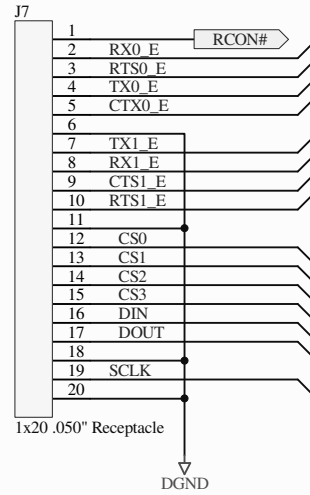 J7
1 RCON#
2 RX0_E
3 RTS0_E
4 TX0_E
5 CTX0_E
6
7 TX1_E
8 RX1_E
9 CTS1_E
10 RTS1_E
11
12 CS0
13 CS1
14 CS2
15 CS3
16 DIN
17 DOUT
18
19 SCLK
20
1x20 .050" Receptacle
DGND